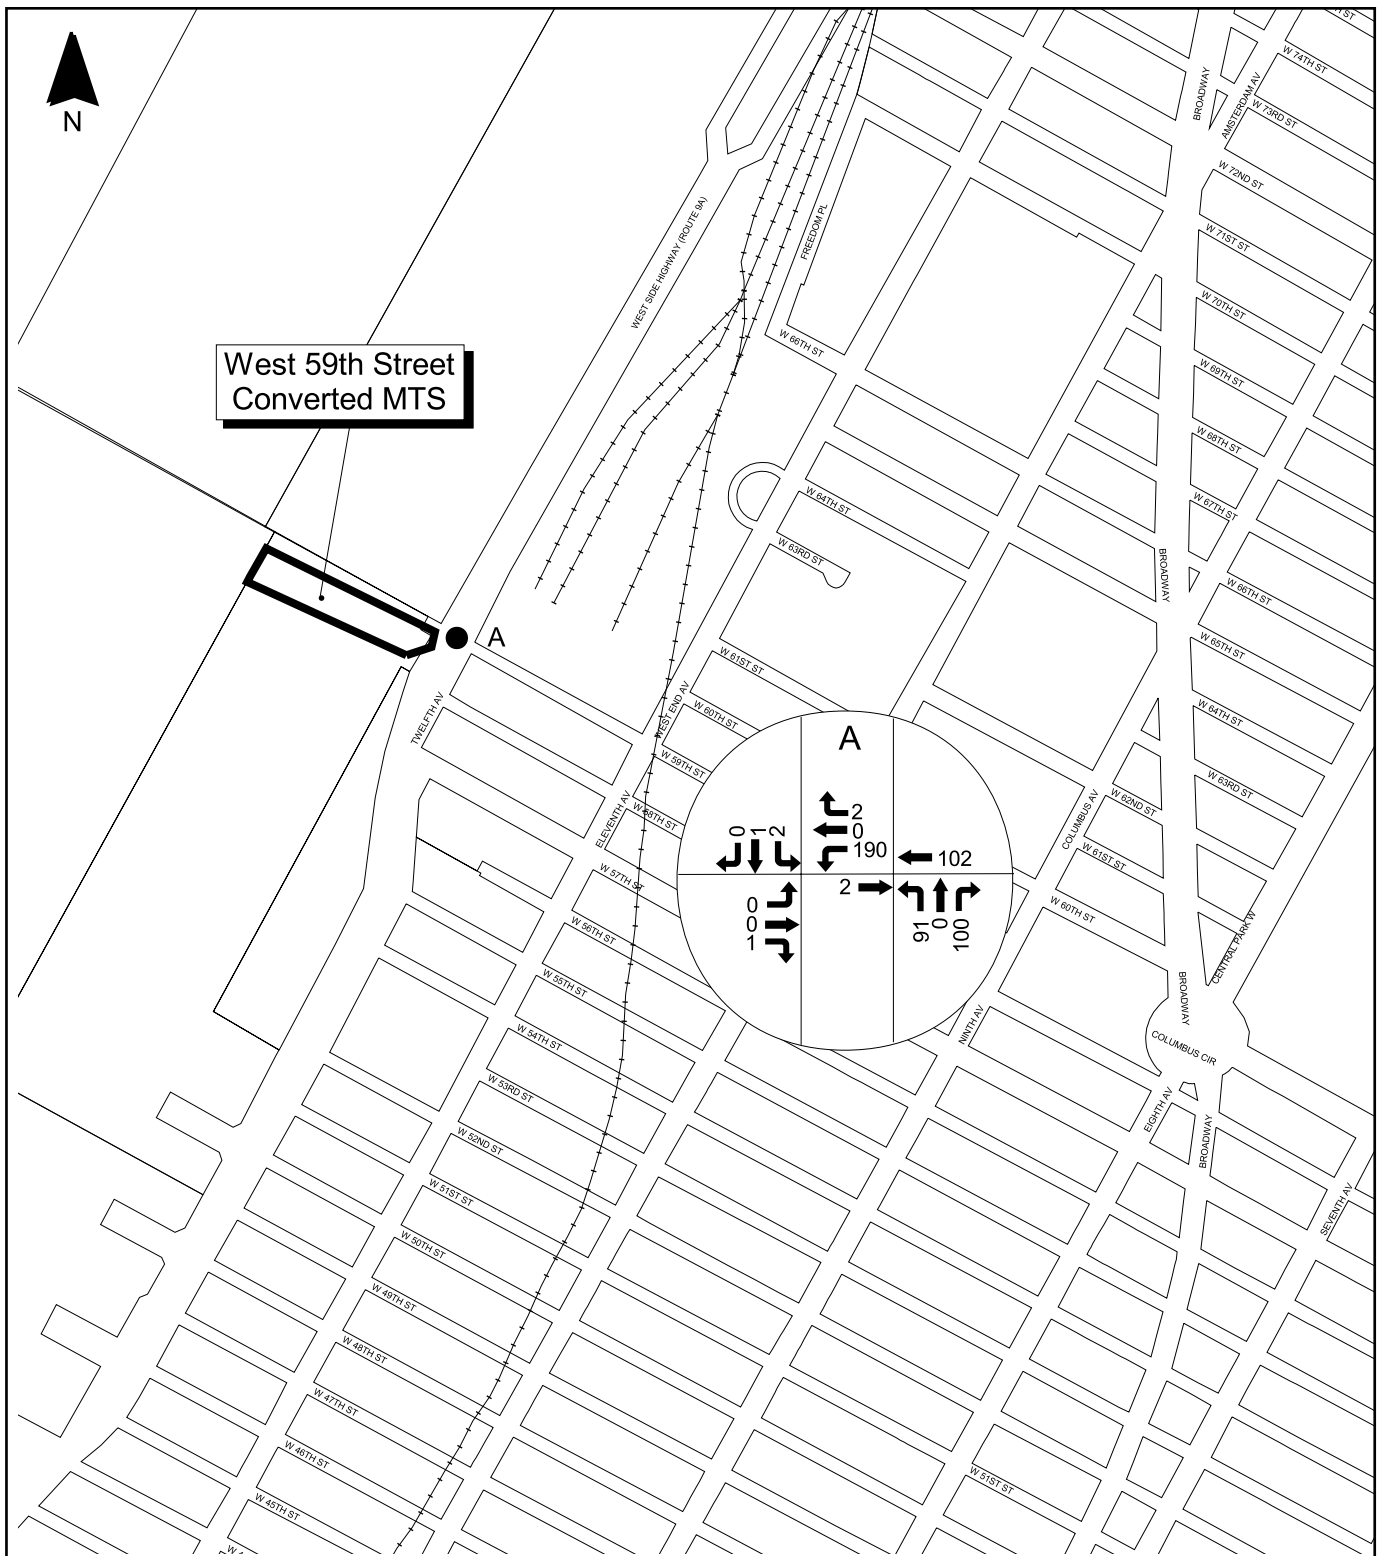 N
West 59th Street
Converted MTS
A
WEST SIDE HIGHWAY (ROUTE 9A)
FREEDOM PL
BROADWAY
AMSTERDAM AV
W 74TH ST
W 73RD ST
W 72ND ST
W 71ST ST
W 70TH ST
W 69TH ST
W 68TH ST
W 67TH ST
W 66TH ST
W 65TH ST
W 64TH ST
W 63RD ST
W 66TH ST
W 64TH ST
W 63RD ST
BROADWAY
W 61ST ST
W 60TH ST
W 59TH ST
W 58TH ST
W 57TH ST
W 56TH ST
W 55TH ST
W 54TH ST
W 53RD ST
W 52ND ST
W 51ST ST
W 50TH ST
W 49TH ST
W 48TH ST
W 47TH ST
W 46TH ST
W 45TH ST
TWELFTH AV
WEST END AV
ELEVENTH AV
A
2
0
190
0
1
2
102
2
0
0
1
91
0
100
COLUMBUS AV
W 62ND ST
W 61ST ST
W 60TH ST
CENTRAL PARK W
BROADWAY
COLUMBUS CIR
NINTH AV
EIGHTH AV
BROADWAY
SEVENTH AV
W 51ST ST